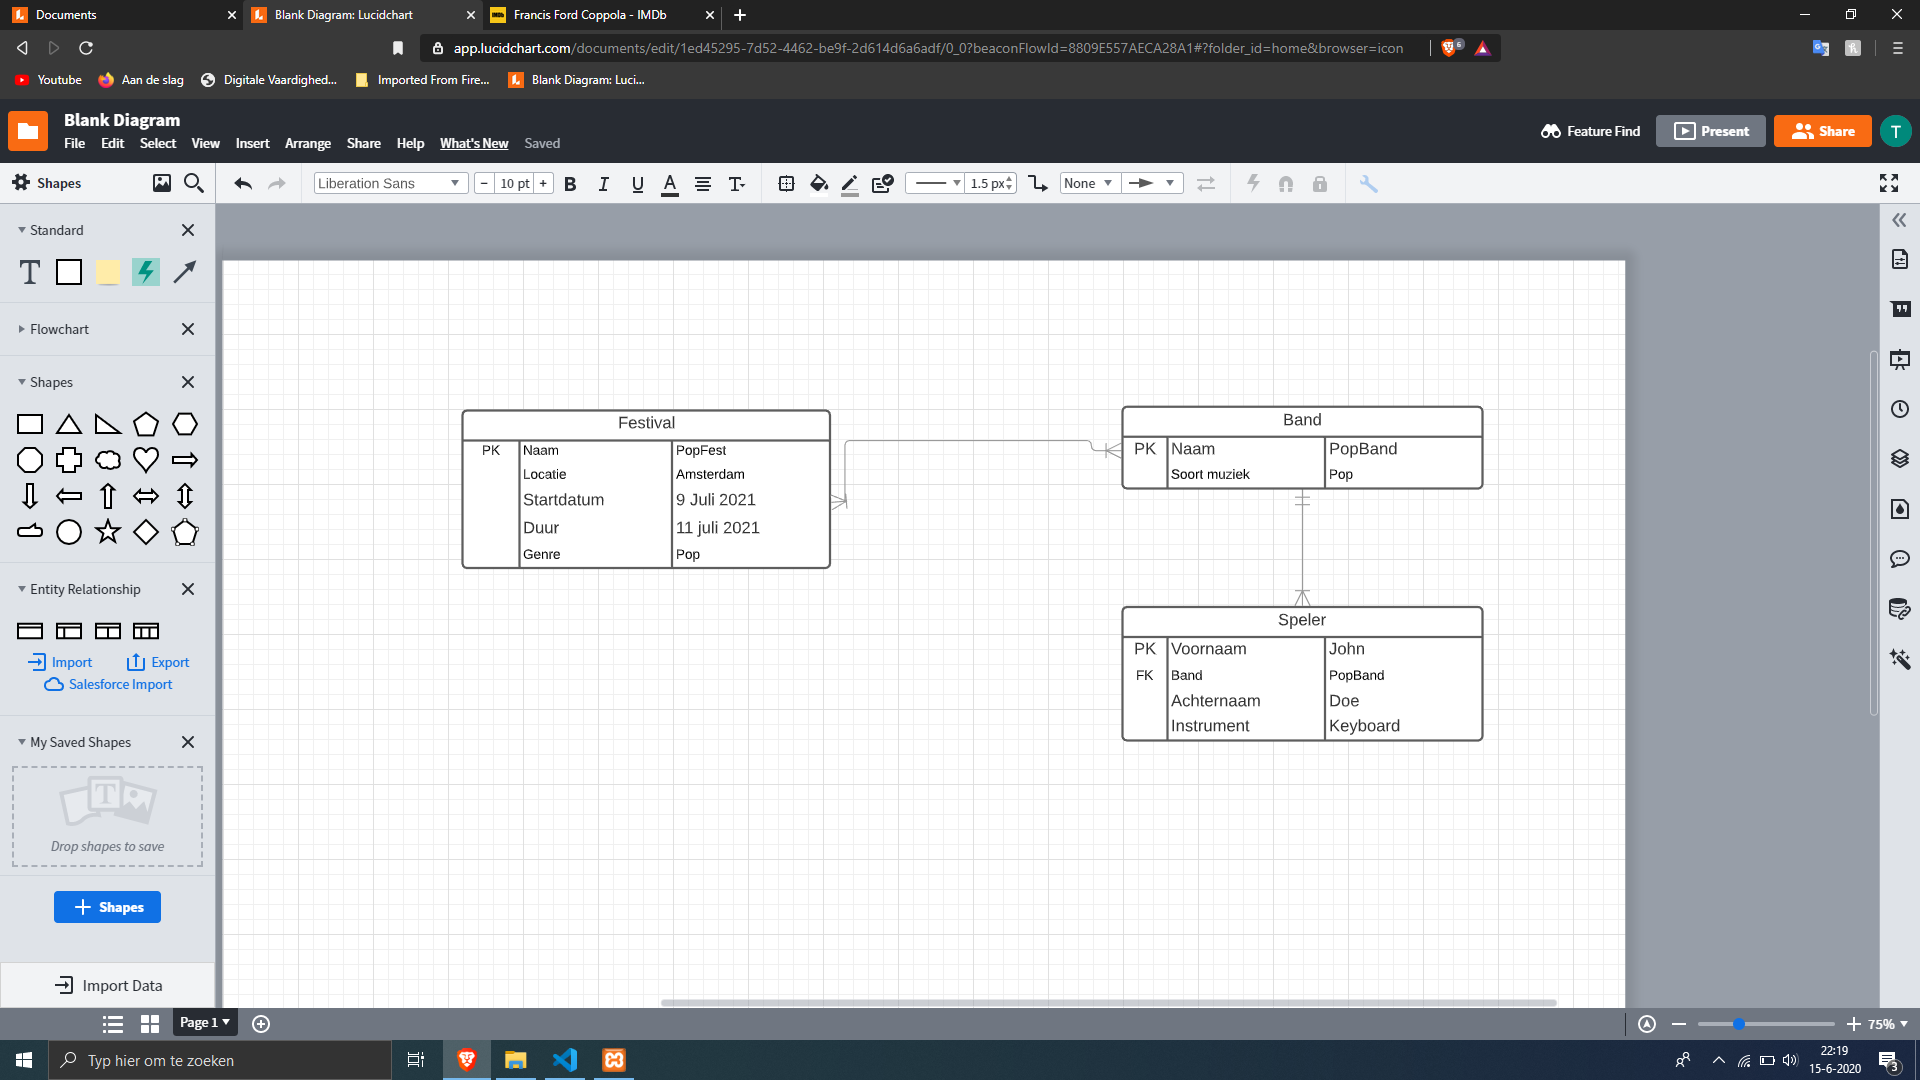 Documents
Blank Diagram: Lucidchart
Francis Ford Coppola - IMDb
app.lucidchart.com/documents/edit/1ed45295-7d52-4462-be9f-2d614d6a6adf/0_0?beaconFlowId=8809E557AECA28A1#?folder_id=home&browser=icon
6
Youtube
Aan de slag
Digitale Vaardighed...
Imported From Fire...
Blank Diagram: Luci...
Blank Diagram
File Edit Select View Insert Arrange Share Help What's New Saved
Feature Find
Present
Share
T
Shapes
Liberation Sans
− 10 pt +
B I U A T
1.5 px
None
Standard
T
Flowchart
Shapes
Entity Relationship
Import
Export
Salesforce Import
My Saved Shapes
T
Drop shapes to save
+ Shapes
Import Data
Festival
PK Naam PopFest
Locatie Amsterdam
Startdatum 9 Juli 2021
Duur 11 juli 2021
Genre Pop
Band
PK Naam PopBand
Soort muziek Pop
Speler
PK Voornaam John
FK Band PopBand
Achternaam Doe
Instrument Keyboard
Page 1
75%
Typ hier om te zoeken
22:19
15-6-2020
3